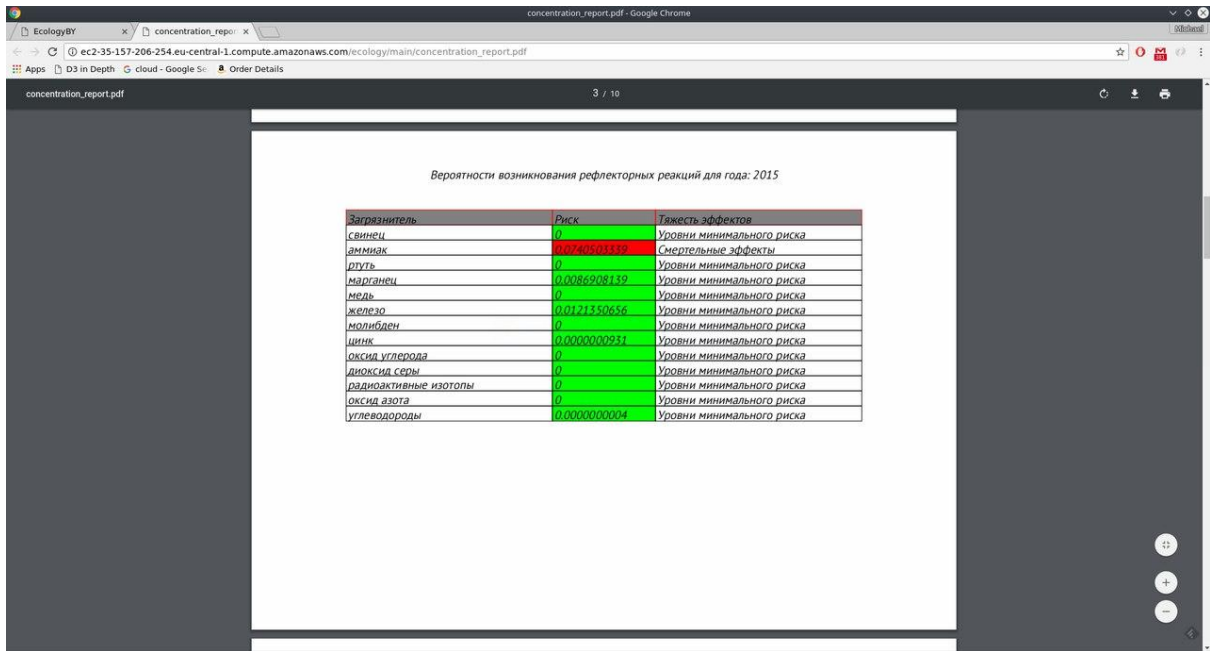 concentration_report.pdf - Google Chrome
EcologyBY x concentration_repor x
Michael
ec2-35-157-206-254.eu-central-1.compute.amazonaws.com/ecology/main/concentration_report.pdf
Apps D3 in Depth cloud - Google Se Order Details
concentration_report.pdf 3 / 10
Вероятности возникнования рефлекторных реакций для года: 2015
Загрязнитель Риск Тяжесть эффектов
свинец 0 Уровни минимального риска
аммиак 0.0740503339 Смертельные эффекты
ртуть 0 Уровни минимального риска
марганец 0.0086908139 Уровни минимального риска
медь 0 Уровни минимального риска
железо 0.0121350656 Уровни минимального риска
молибден 0 Уровни минимального риска
цинк 0.0000000931 Уровни минимального риска
оксид углерода 0 Уровни минимального риска
диоксид серы 0 Уровни минимального риска
радиоактивные изотопы 0 Уровни минимального риска
оксид азота 0 Уровни минимального риска
углеводороды 0.0000000004 Уровни минимального риска